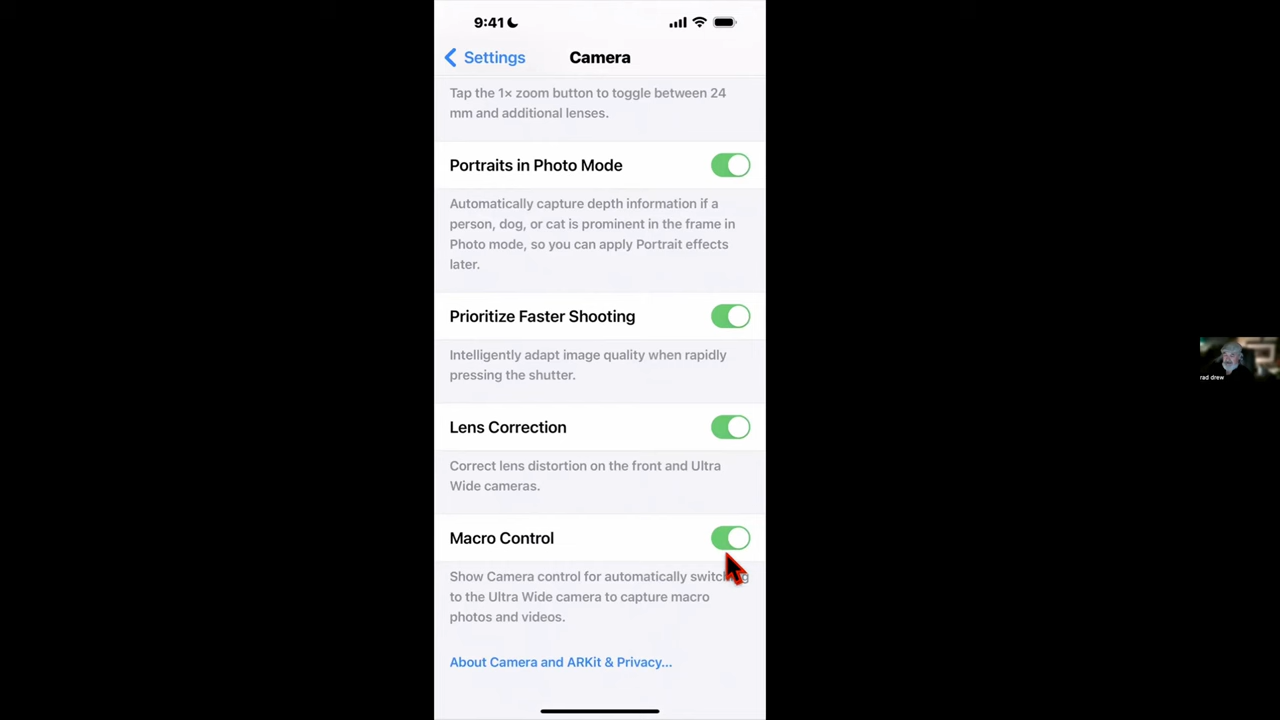 9:41
Settings
Camera
Tap the 1× zoom button to toggle between 24
mm and additional lenses.
Portraits in Photo Mode
Automatically capture depth information if a
person, dog, or cat is prominent in the frame in
Photo mode, so you can apply Portrait effects
later.
Prioritize Faster Shooting
Intelligently adapt image quality when rapidly
pressing the shutter.
Lens Correction
Correct lens distortion on the front and Ultra
Wide cameras.
Macro Control
Show Camera control for automatically switching
to the Ultra Wide camera to capture macro
photos and videos.
About Camera and ARKit & Privacy...
rad drew